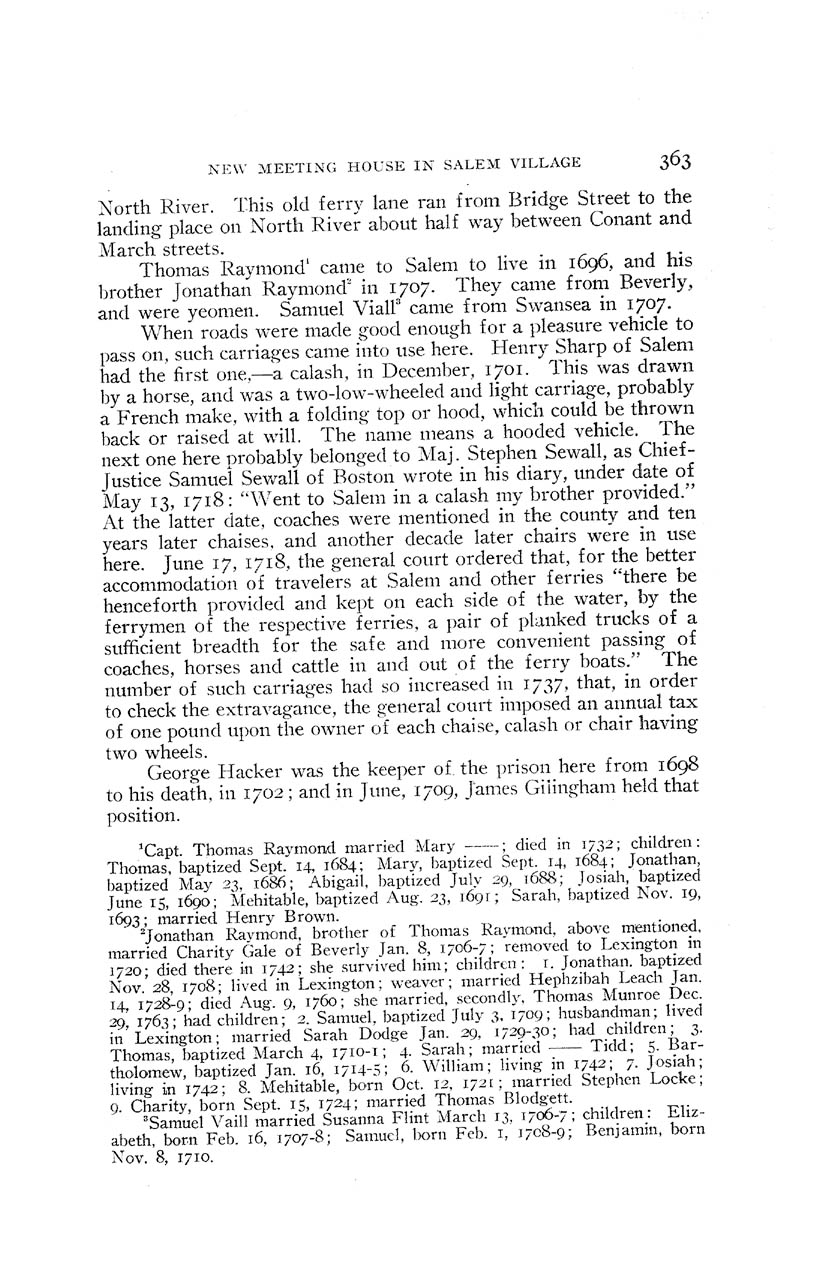 NEW MEETING HOUSE IN SALEM VILLAGE 363
North River. This old ferry lane ran from Bridge Street to the
landing place on North River about half way between Conant and
March streets.
Thomas Raymond¹ came to Salem to live in 1696, and his
brother Jonathan Raymond² in 1707. They came from Beverly,
and were yeomen. Samuel Viall³ came from Swansea in 1707.
When roads were made good enough for a pleasure vehicle to
pass on, such carriages came into use here. Henry Sharp of Salem
had the first one,—a calash, in December, 1701. This was drawn
by a horse, and was a two-low-wheeled and light carriage, probably
a French make, with a folding top or hood, which could be thrown
back or raised at will. The name means a hooded vehicle. The
next one here probably belonged to Maj. Stephen Sewall, as Chief-
Justice Samuel Sewall of Boston wrote in his diary, under date of
May 13, 1718: “Went to Salem in a calash my brother provided.”
At the latter date, coaches were mentioned in the county and ten
years later chaises, and another decade later chairs were in use
here. June 17, 1718, the general court ordered that, for the better
accommodation of travelers at Salem and other ferries “there be
henceforth provided and kept on each side of the water, by the
ferrymen of the respective ferries, a pair of planked trucks of a
sufficient breadth for the safe and more convenient passing of
coaches, horses and cattle in and out of the ferry boats.” The
number of such carriages had so increased in 1737, that, in order
to check the extravagance, the general court imposed an annual tax
of one pound upon the owner of each chaise, calash or chair having
two wheels.
George Hacker was the keeper of the prison here from 1698
to his death, in 1702; and in June, 1709, James Gilingham held that
position.
¹Capt. Thomas Raymond married Mary ——; died in 1732; children:
Thomas, baptized Sept. 14, 1684; Mary, baptized Sept. 14, 1684; Jonathan,
baptized May 23, 1686; Abigail, baptized July 29, 1688; Josiah, baptized
June 15, 1690; Mehitable, baptized Aug. 23, 1691; Sarah, baptized Nov. 19,
1693; married Henry Brown.
²Jonathan Raymond, brother of Thomas Raymond, above mentioned,
married Charity Gale of Beverly Jan. 8, 1706-7; removed to Lexington in
1720; died there in 1742; she survived him; children: 1. Jonathan, baptized
Nov. 28, 1708; lived in Lexington; weaver; married Hephzibah Leach Jan.
14, 1728-9; died Aug. 9, 1760; she married, secondly, Thomas Munroe Dec.
29, 1763; had children; 2. Samuel, baptized July 3, 1709; husbandman; lived
in Lexington; married Sarah Dodge Jan. 29, 1729-30; had children; 3.
Thomas, baptized March 4, 1710-1; 4. Sarah; married —— Tidd; 5. Bar-
tholomew, baptized Jan. 16, 1714-5; 6. William; living in 1742; 7. Josiah;
living in 1742; 8. Mehitable, born Oct. 12, 1721; married Stephen Locke;
9. Charity, born Sept. 15, 1724; married Thomas Blodgett.
³Samuel Vaill married Susanna Flint March 13, 1706-7; children: Eliz-
abeth, born Feb. 16, 1707-8; Samuel, born Feb. 1, 1708-9; Benjamin, born
Nov. 8, 1710.